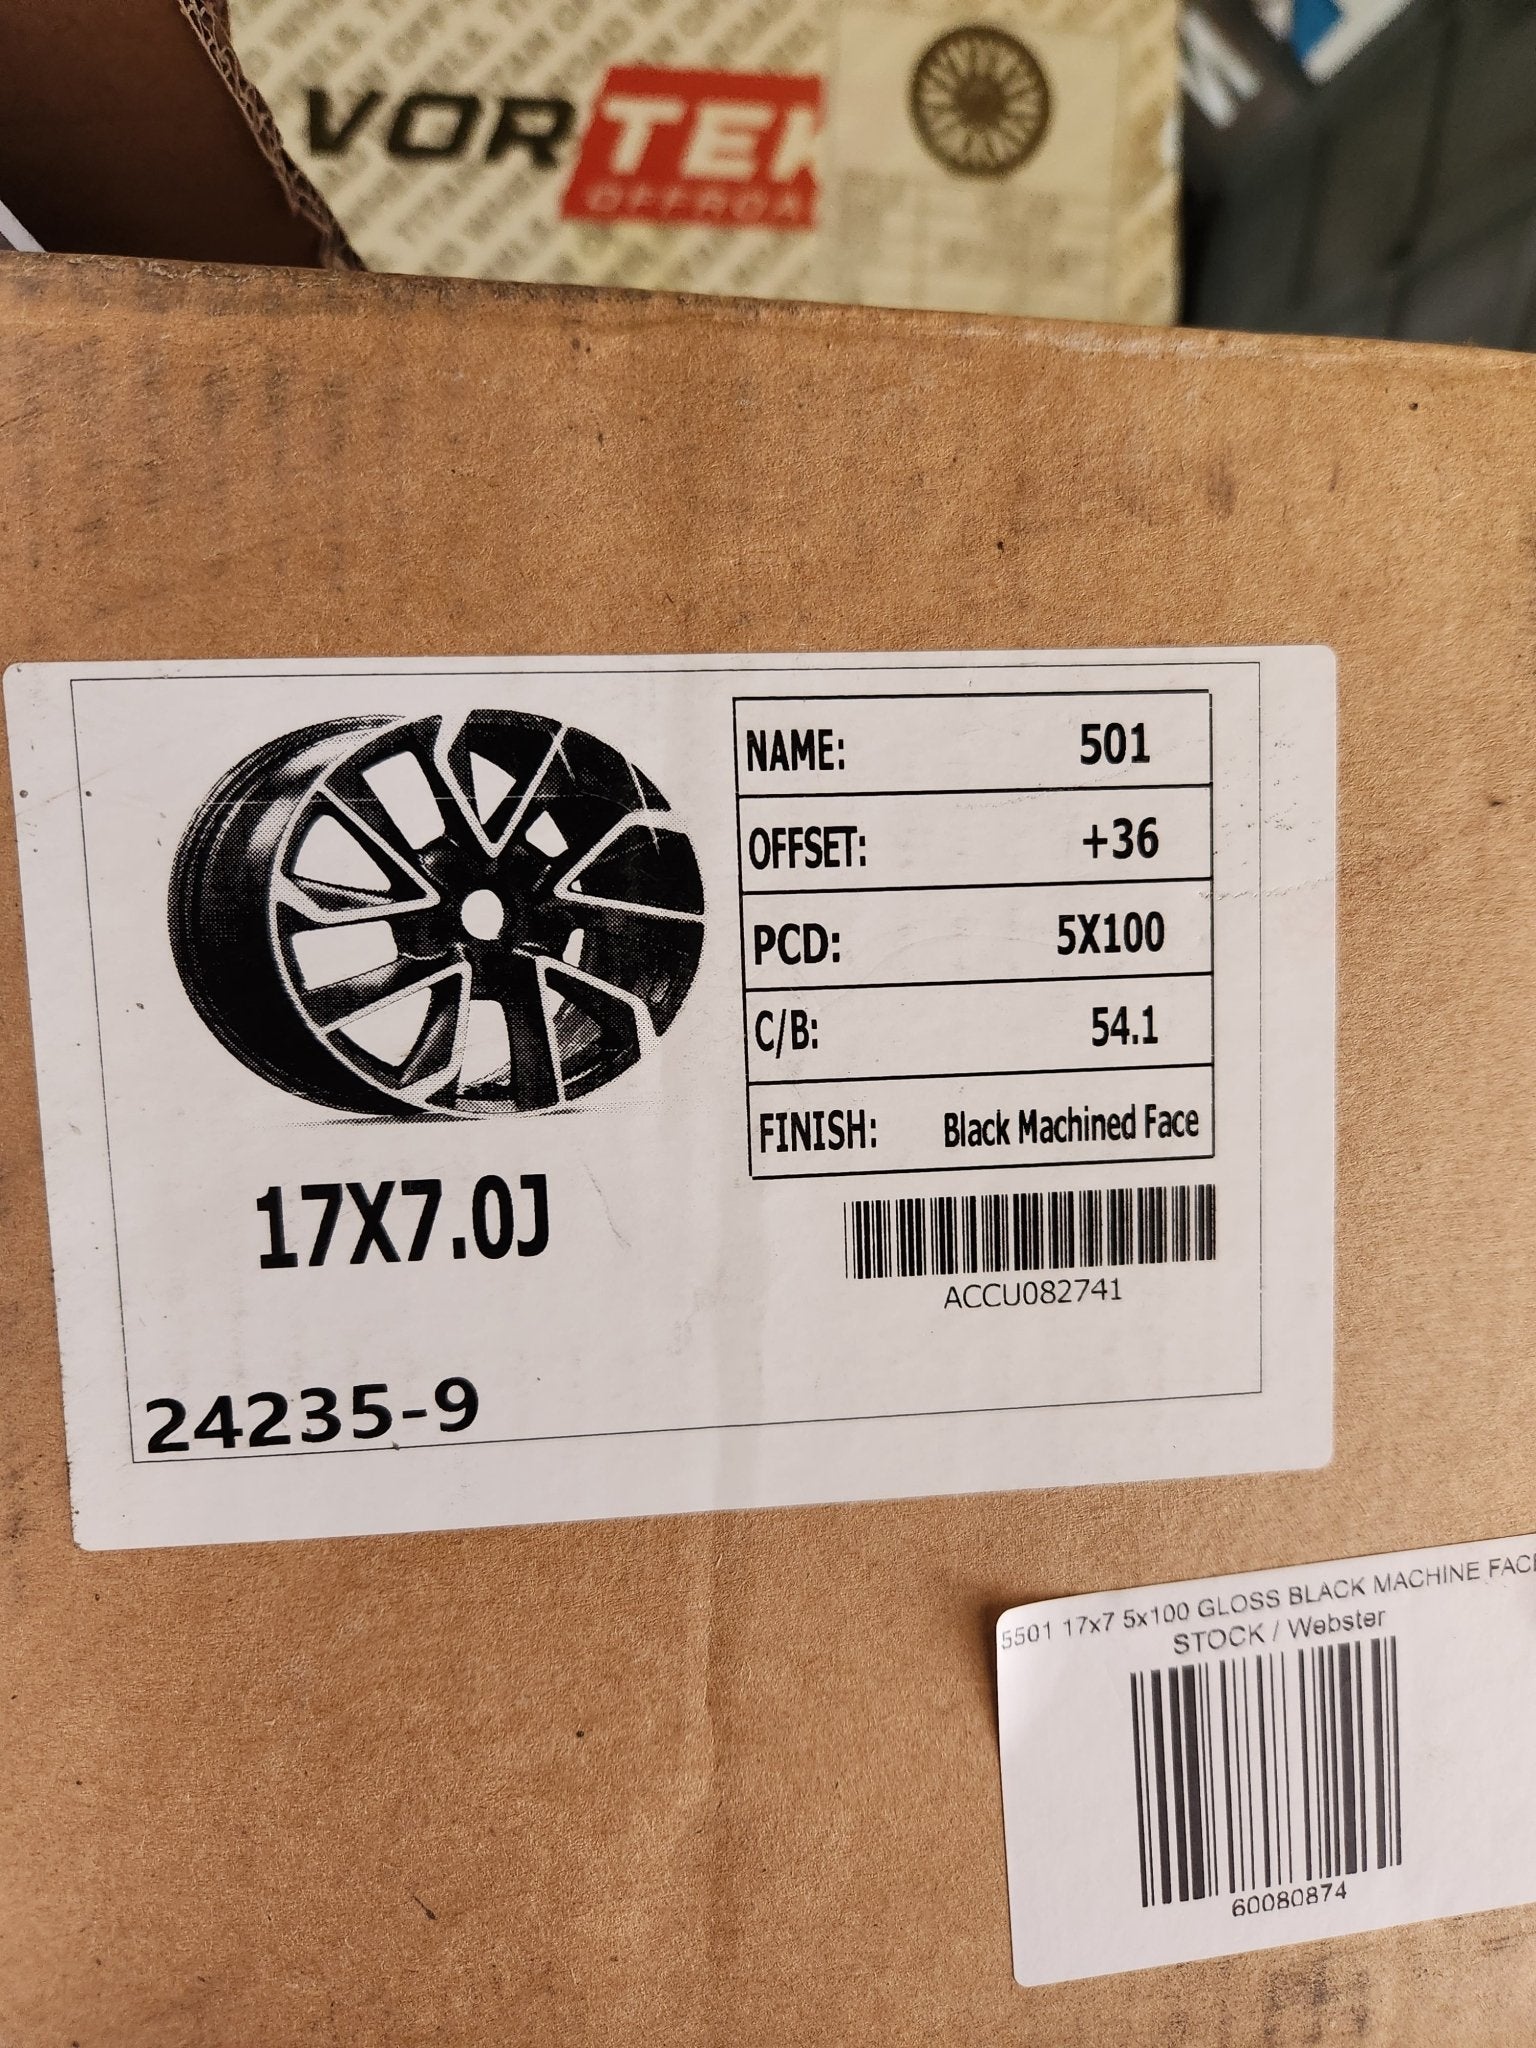 VORTEK
OFFROA
NAME: 501
OFFSET: +36
PCD: 5X100
C/B: 54.1
FINISH: Black Machined Face
17X7.0J
ACCU082741
24235-9
5501 17x7 5x100 GLOSS BLACK MACHINE FACE
STOCK / Webster
60080874